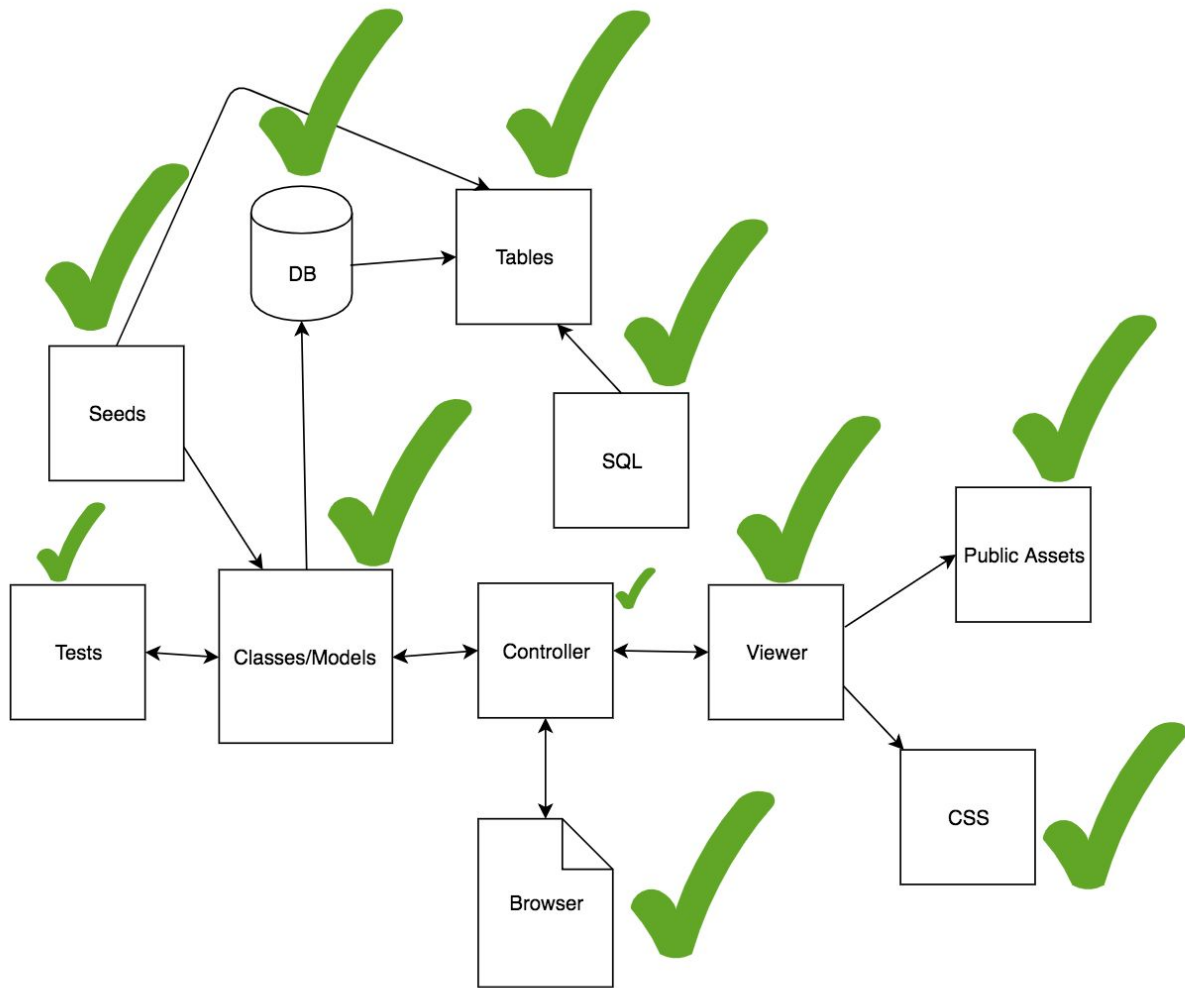 Tables
DB
Seeds
SQL
Public Assets
Tests
Classes/Models
Controller
Viewer
CSS
Browser